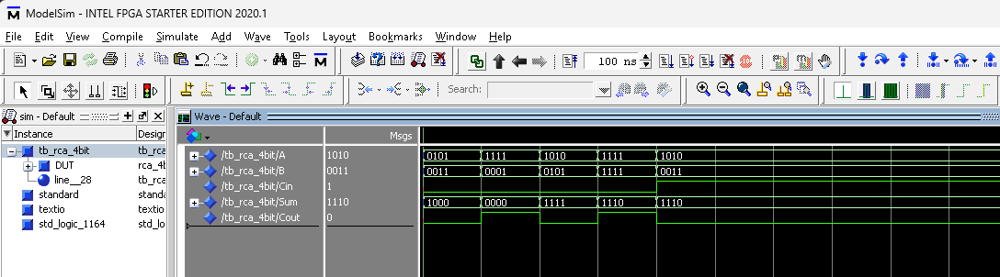 ModelSim - INTEL FPGA STARTER EDITION 2020.1
File Edit View Compile Simulate Add Wave Tools Layout Bookmarks Window Help
100 ns
Search:
sim - Default
Wave - Default
Instance Design
Msgs
tb_rca_4bit tb_rca
DUT rca_4b
line__28 tb_rca
standard standa
textio textio
std_logic_1164 std_lo
/tb_rca_4bit/A 1010 0101 1111 1010 1111 1010
/tb_rca_4bit/B 0011 0011 0001 0101 1111 0011
/tb_rca_4bit/Cin 1
/tb_rca_4bit/Sum 1110 1000 0000 1111 1110 1110
/tb_rca_4bit/Cout 0